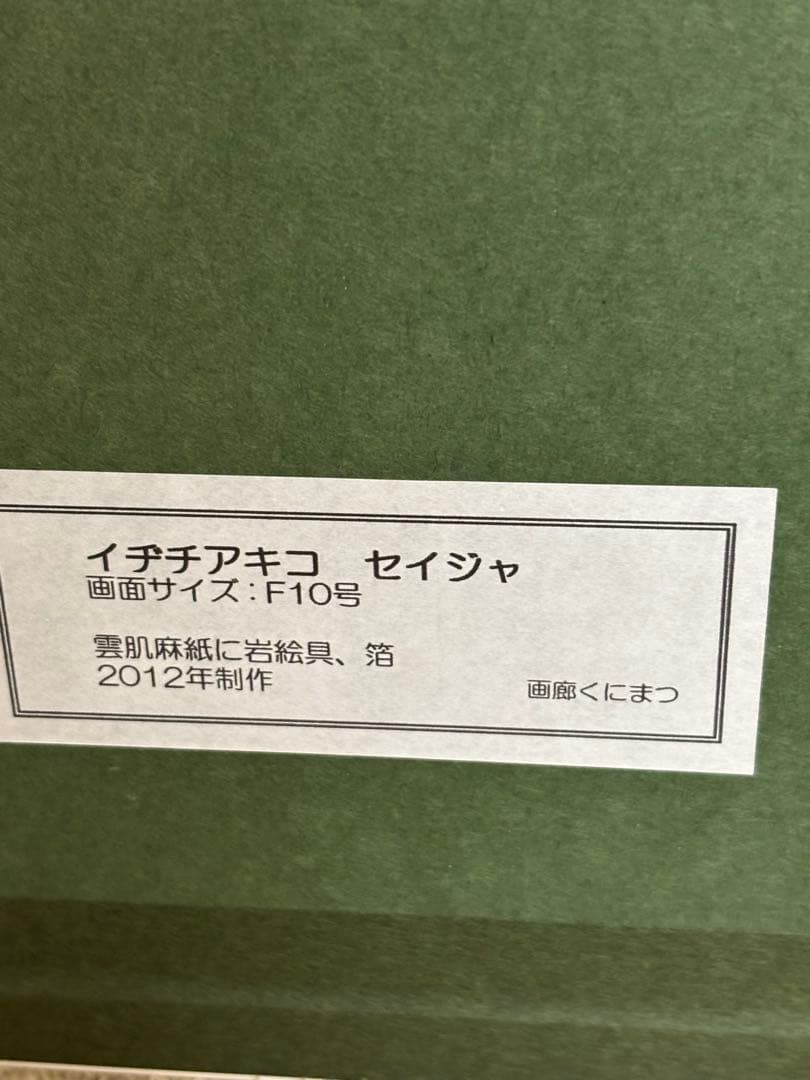 イヂチアキコ　セイジャ
画面サイズ：F10号
雲肌麻紙に岩絵具、箔
2012年制作
画廊くにまつ